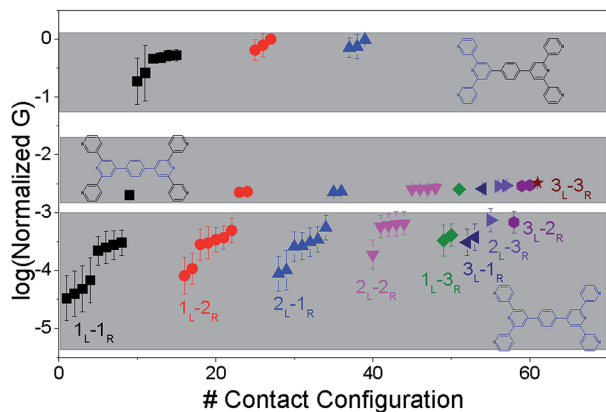 0
-1
-2
-3
-4
-5
log(Normalized G)
N N N N N N
N N N N N N
3L-3R
3L-2R
2L-3R
3L-1R
1L-3R
2L-2R
2L-1R
1L-2R
1L-1R
N N N N N N
0 20 40 60
# Contact Configuration